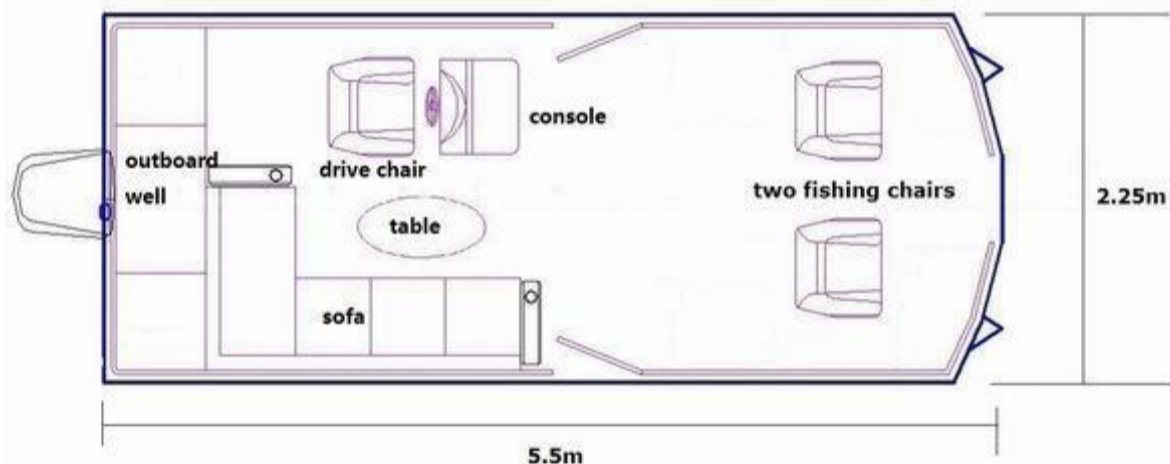 console
outboard
well
drive chair
two fishing chairs
2.25m
table
sofa
5.5m